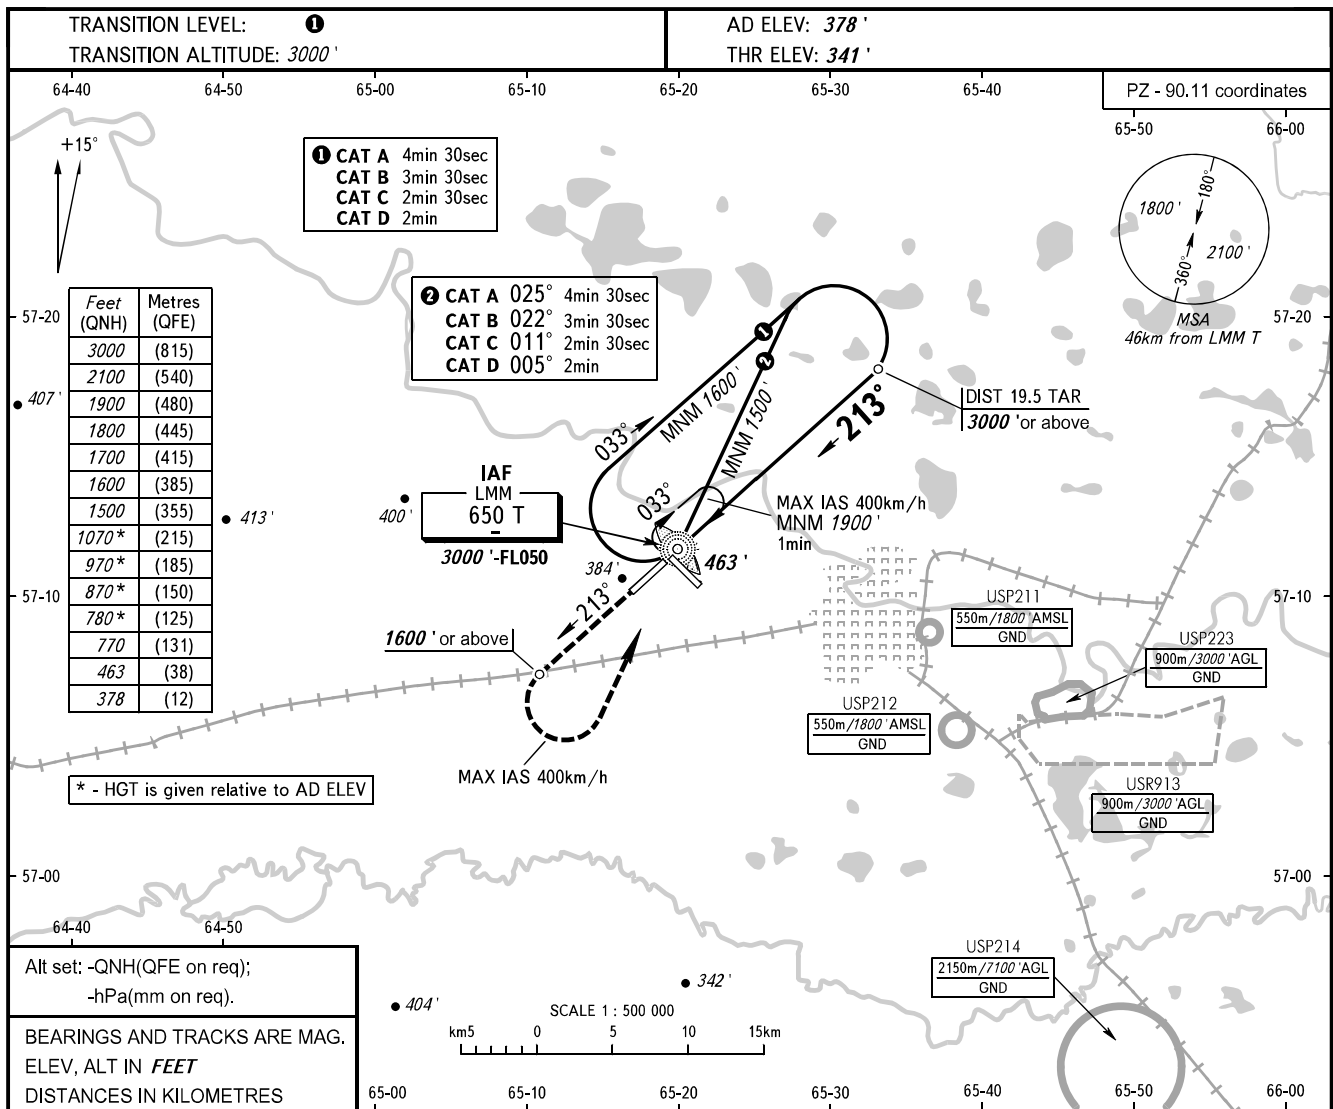 TRANSITION LEVEL: ❶
TRANSITION ALTITUDE: 3000 '
AD ELEV: 378 '
THR ELEV: 341 '
64-40 64-50 65-00 65-10 65-20 65-30 65-40
PZ - 90.11 coordinates
65-50 66-00
+15°
❶ CAT A 4min 30sec
CAT B 3min 30sec
CAT C 2min 30sec
CAT D 2min
180°
1800 '
2100 '
360°
MSA
46km from LMM T
❷ CAT A 025° 4min 30sec
CAT B 022° 3min 30sec
CAT C 011° 2min 30sec
CAT D 005° 2min
57-20
57-20
Feet (QNH) Metres (QFE)
3000 (815)
2100 (540)
1900 (480)
1800 (445)
1700 (415)
1600 (385)
1500 (355)
1070 * (215)
970 * (185)
870 * (150)
780 * (125)
770 (131)
463 (38)
378 (12)
407 '
❶
❷
033°
MNM 1600 '
MNM 1500 '
213°
DIST 19.5 TAR
3000 'or above
IAF
LMM
650 T
–
3000 '-FL050
400 '
413 '
033°
MAX IAS 400km/h
MNM 1900 '
1min
463 '
384 '
213°
57-10
57-10
1600 ' or above
MAX IAS 400km/h
USP211
550m/1800 'AMSL
GND
USP223
900m/3000 'AGL
GND
USP212
550m/1800 'AMSL
GND
USR913
900m/3000 'AGL
GND
* - HGT is given relative to AD ELEV
57-00
57-00
64-40 64-50
USP214
2150m/7100 'AGL
GND
Alt set: -QNH(QFE on req);
-hPa(mm on req).
404 '
342 '
SCALE 1 : 500 000
km5 0 5 10 15km
BEARINGS AND TRACKS ARE MAG.
ELEV, ALT IN FEET
DISTANCES IN KILOMETRES
65-00 65-10 65-20 65-30 65-40 65-50 66-00